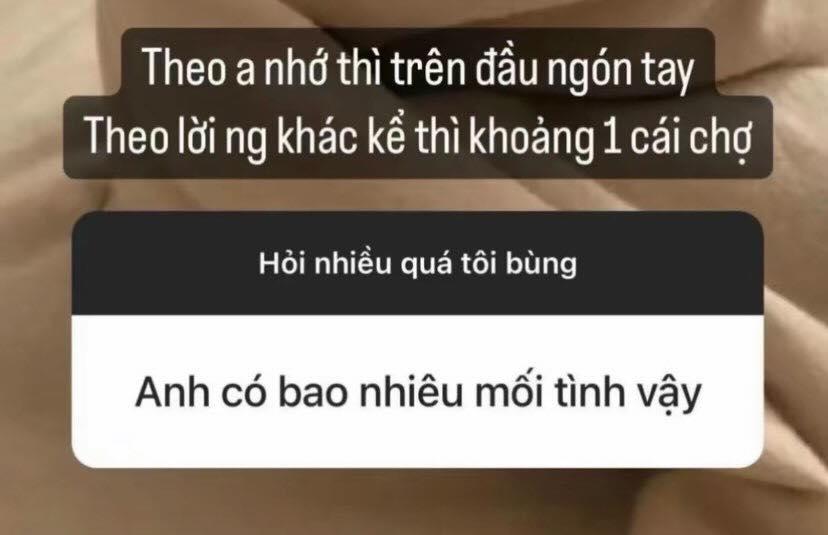 Theo a nhớ thì trên đầu ngón tay
Theo lời ng khác kể thì khoảng 1 cái chợ
Hỏi nhiều quá tôi bùng
Anh có bao nhiêu mối tình vậy